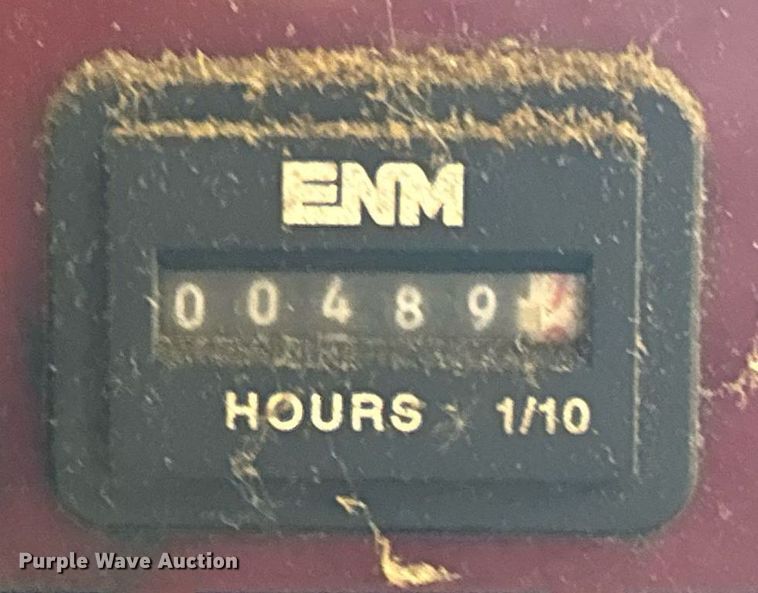 ENM
0 0 4 8 9
HOURS 1/10
Purple Wave Auction